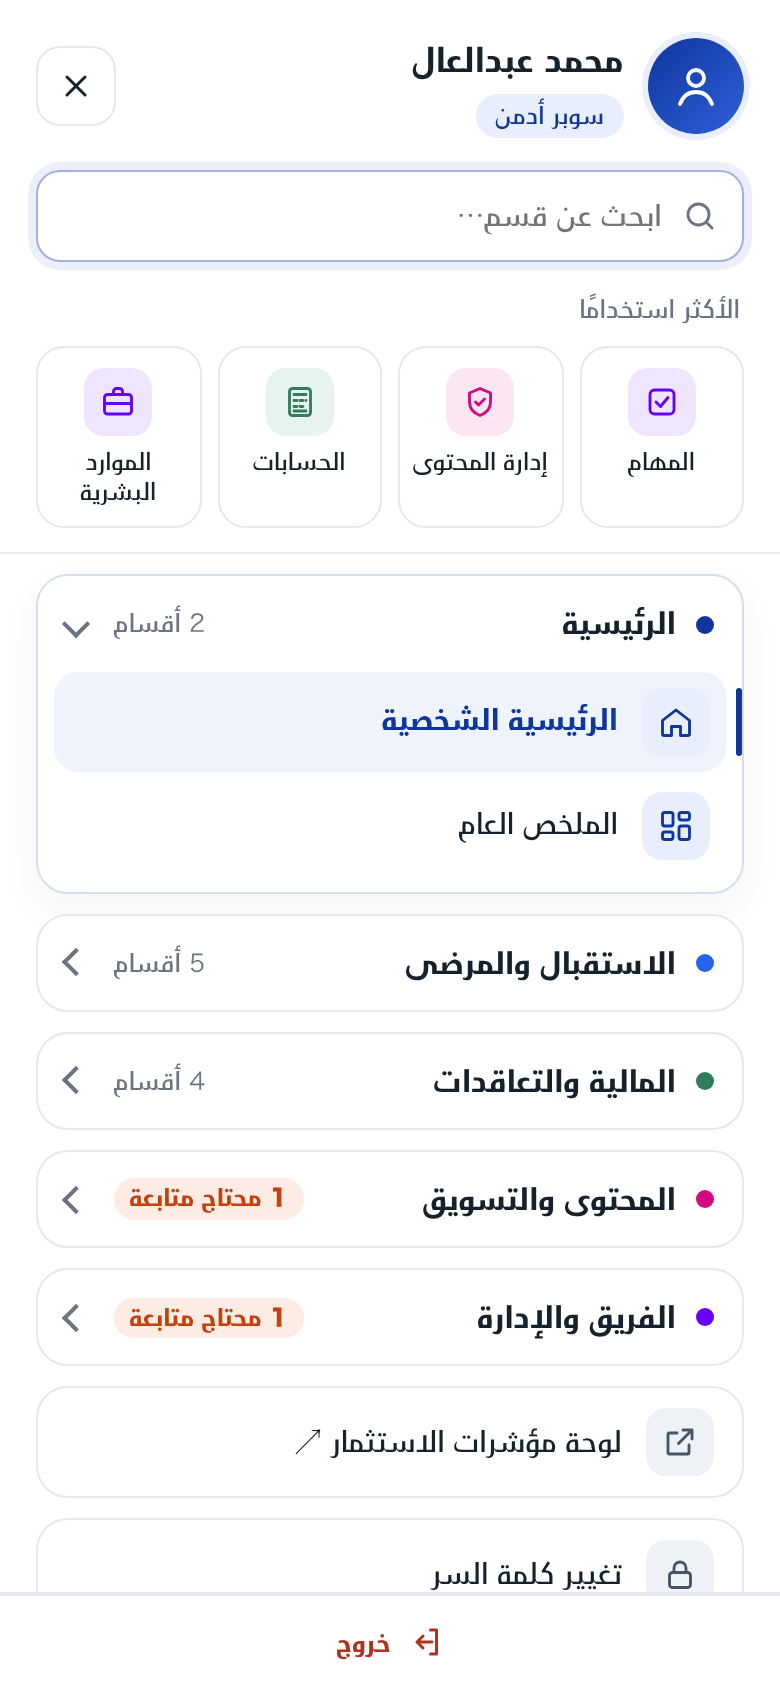 محمد عبدالعال
سوبر أدمن
ابحث عن قسم...
الأكثر استخدامًا
المهام
إدارة المحتوى
الحسابات
الموارد
البشرية
الرئيسية
2 أقسام
الرئيسية الشخصية
الملخص العام
الاستقبال والمرضى
5 أقسام
المالية والتعاقدات
4 أقسام
المحتوى والتسويق
1 محتاج متابعة
الفريق والإدارة
1 محتاج متابعة
لوحة مؤشرات الاستثمار ↗
تغيير كلمة السر
خروج